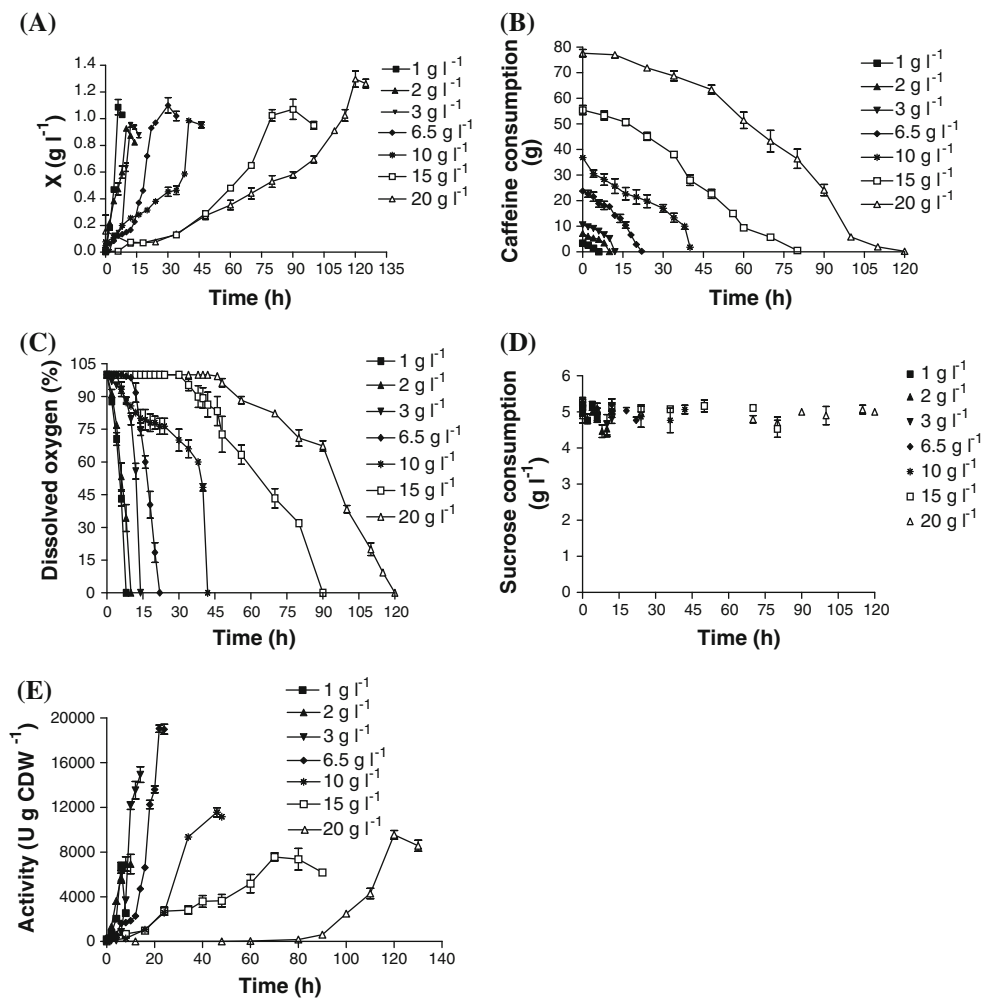 (A)
X (g l⁻¹)
1.4
1.2
1.0
0.8
0.6
0.4
0.2
0.0
0 15 30 45 60 75 90 105 120 135
Time (h)
1 g l⁻¹
2 g l⁻¹
3 g l⁻¹
6.5 g l⁻¹
10 g l⁻¹
15 g l⁻¹
20 g l⁻¹
(B)
Caffeine consumption
(g)
80
70
60
50
40
30
20
10
0
0 15 30 45 60 75 90 105 120
Time (h)
1 g l⁻¹
2 g l⁻¹
3 g l⁻¹
6.5 g l⁻¹
10 g l⁻¹
15 g l⁻¹
20 g l⁻¹
(C)
Dissolved oxygen (%)
105
90
75
60
45
30
15
0
0 15 30 45 60 75 90 105 120
Time (h)
1 g l⁻¹
2 g l⁻¹
3 g l⁻¹
6.5 g l⁻¹
10 g l⁻¹
15 g l⁻¹
20 g l⁻¹
(D)
Sucrose consumption
(g l⁻¹)
6
5
4
3
2
1
0
0 15 30 45 60 75 90 105 120
Time (h)
1 g l⁻¹
2 g l⁻¹
3 g l⁻¹
6.5 g l⁻¹
10 g l⁻¹
15 g l⁻¹
20 g l⁻¹
(E)
Activity (U g CDW⁻¹)
20000
16000
12000
8000
4000
0
0 20 40 60 80 100 120 140
Time (h)
1 g l⁻¹
2 g l⁻¹
3 g l⁻¹
6.5 g l⁻¹
10 g l⁻¹
15 g l⁻¹
20 g l⁻¹